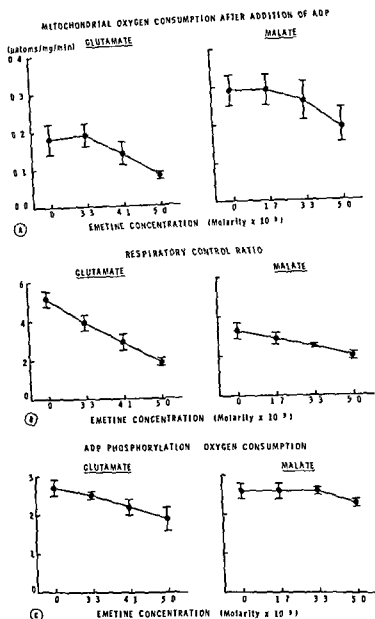 MITOCHONDRIAL OXYGEN CONSUMPTION AFTER ADDITION OF ADP
(µatoms/mg/min) GLUTAMATE MALATE
0 4
0 3
0.2
0.1
0.0
0 3 3 4 1 5 0 0 1 7 3 3 5 0
A EMETINE CONCENTRATION (Molarity x 10³)
RESPIRATORY CONTROL RATIO
GLUTAMATE MALATE
6
4
2
0
0 3 3 4 1 5 0 0 1 7 3 3 5 0
B EMETINE CONCENTRATION (Molarity x 10³)
ADP PHOSPHORYLATION OXYGEN CONSUMPTION
GLUTAMATE MALATE
3
2
1
0
0 3 3 4 1 5 0 0 1 7 3 3 5 0
C EMETINE CONCENTRATION (Molarity x 10³)